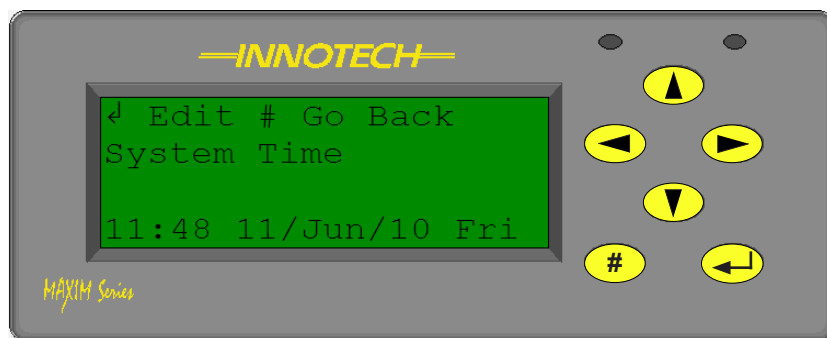 INNOTECH
↲ Edit # Go Back
System Time
11:48 11/Jun/10 Fri
#
MAXIM Series